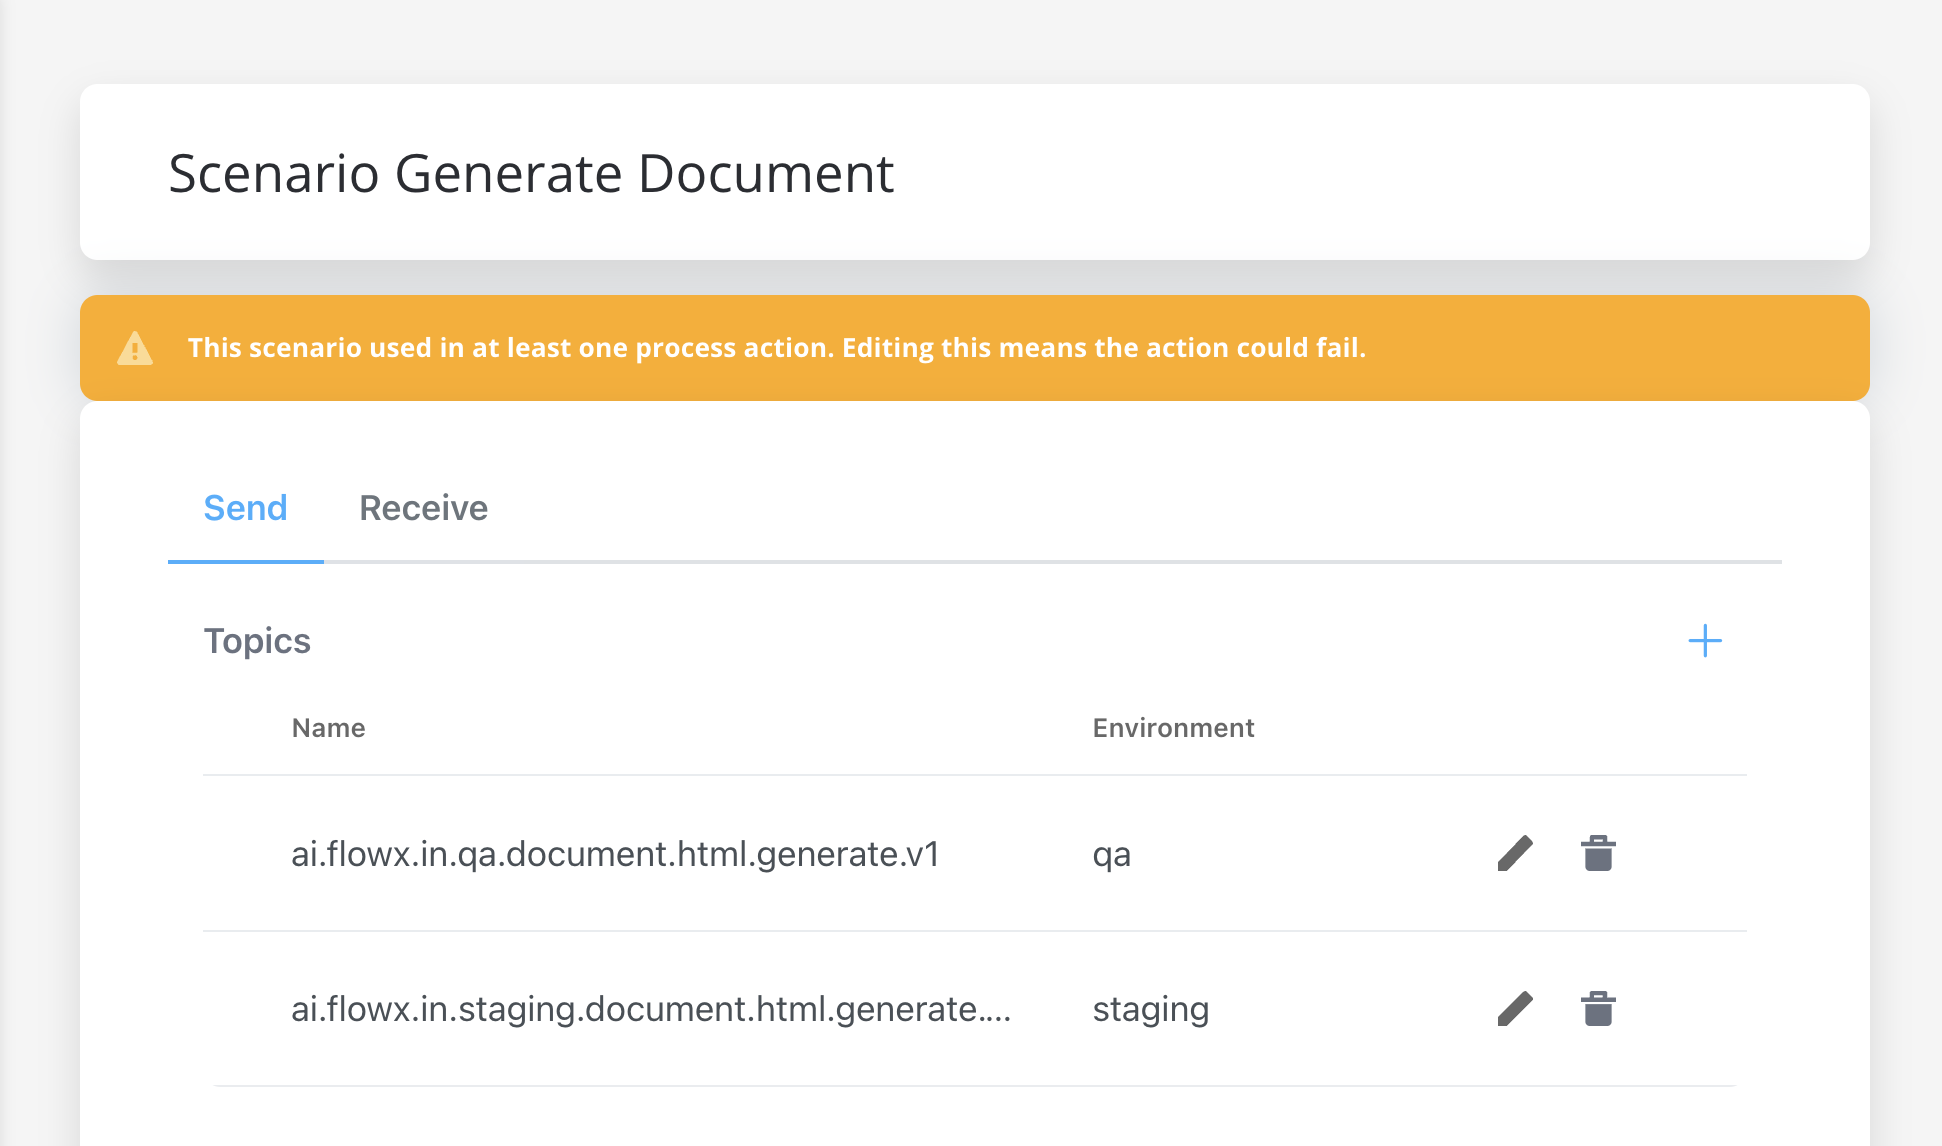 Scenario Generate Document
This scenario used in at least one process action. Editing this means the action could fail.
Send Receive
Topics
Name Environment
ai.flowx.in.qa.document.html.generate.v1 qa
ai.flowx.in.staging.document.html.generate.... staging